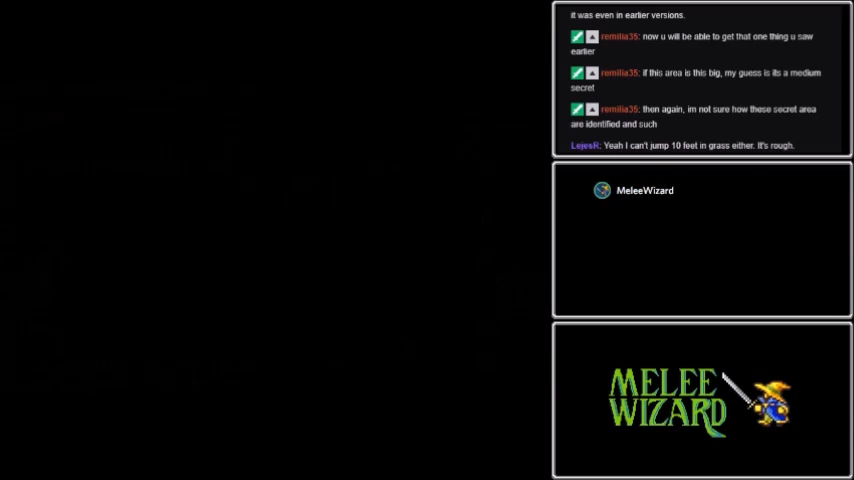 it was even in earlier versions.
remilia35: now u will be able to get that one thing u saw
earlier
remilia35: if this area is this big, my guess is its a medium
secret
remilia35: then again, im not sure how these secret area
are identified and such
LejesR: Yeah I can't jump 10 feet in grass either. It's rough.
MeleeWizard
MELEE
WIZARD